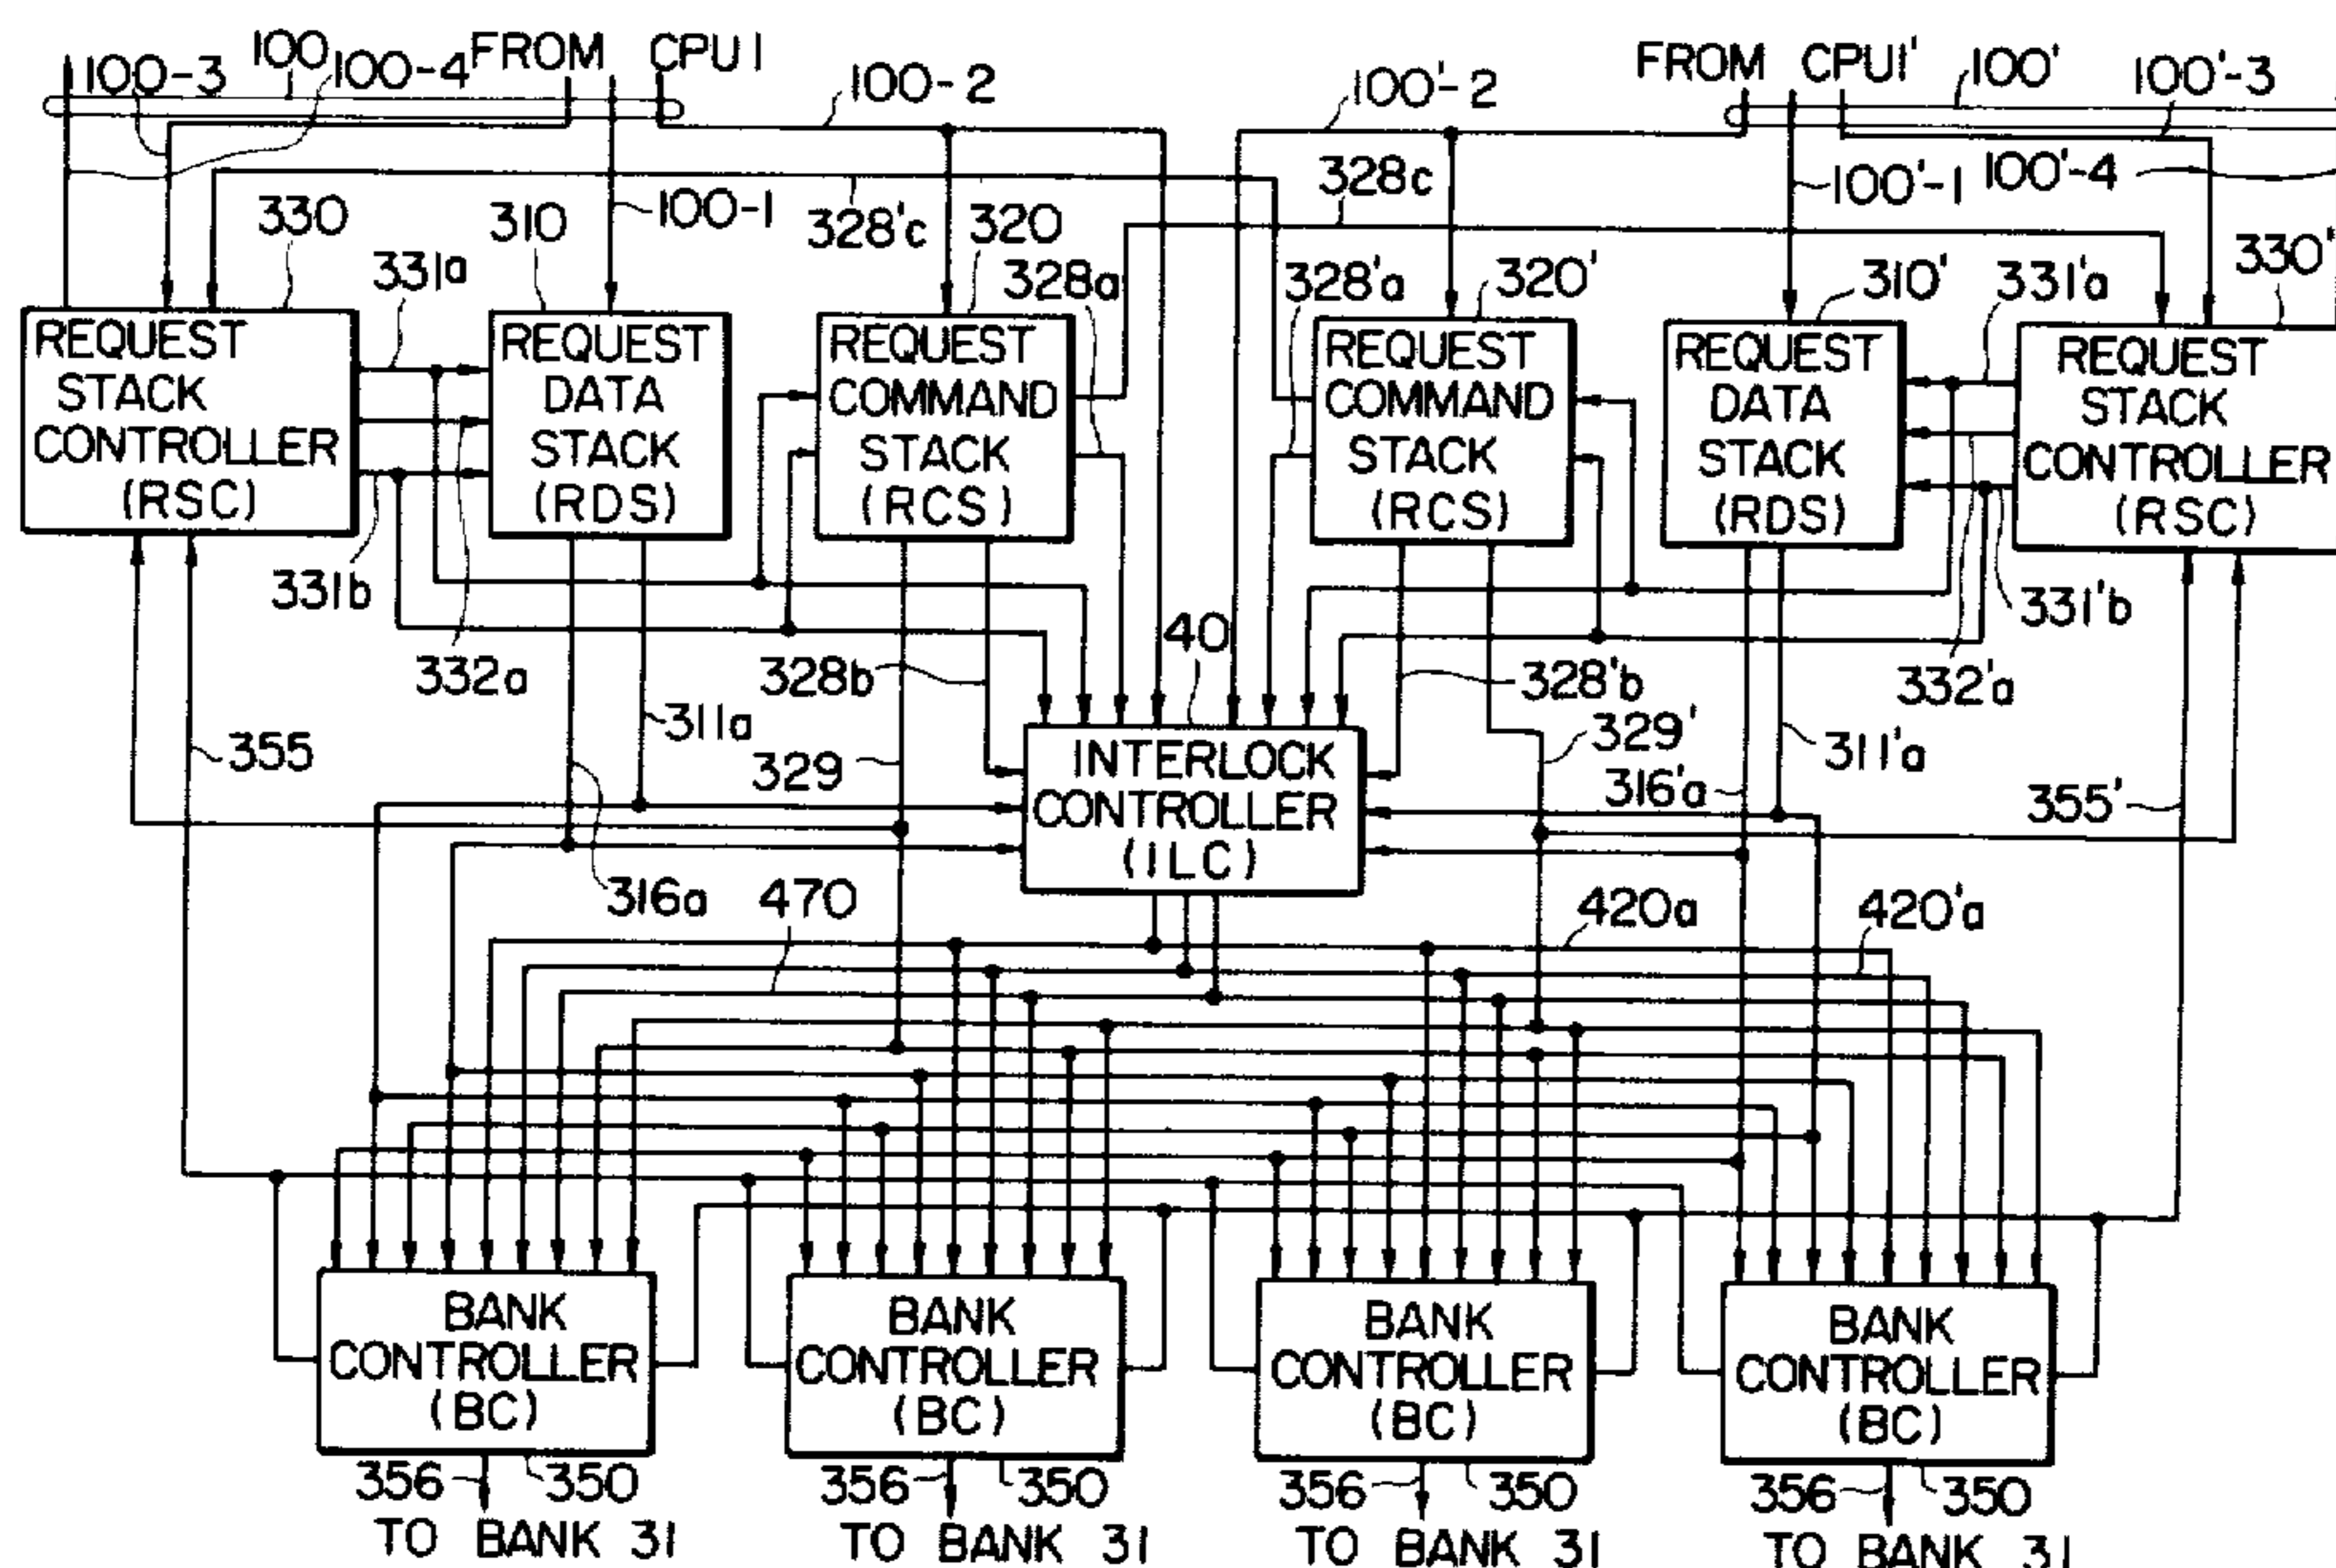 100-3
100
100-4
FROM CPU1
100-2
100'-2
FROM CPU1'
100'
100'-3
330
331a
310
100-1
328'c
320
328a
328c
328'a
320'
100'-1
100'-4
310'
331'a
330'
REQUEST
STACK
CONTROLLER
(RSC)
REQUEST
DATA
STACK
(RDS)
REQUEST
COMMAND
STACK
(RCS)
REQUEST
COMMAND
STACK
(RCS)
REQUEST
DATA
STACK
(RDS)
REQUEST
STACK
CONTROLLER
(RSC)
331b
332a
328b
40
328'b
332'a
331'b
355
311a
329
INTERLOCK
CONTROLLER
(ILC)
329'
316'a
311'a
355'
316a
470
420a
420'a
BANK
CONTROLLER
(BC)
BANK
CONTROLLER
(BC)
BANK
CONTROLLER
(BC)
BANK
CONTROLLER
(BC)
356
350
TO BANK 31
356
350
TO BANK 31
356
350
TO BANK 31
356
350
TO BANK 31